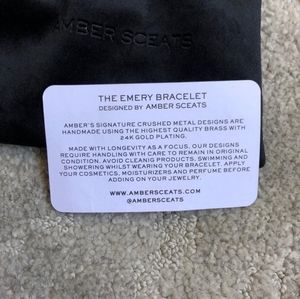 AMBER SCEATS
THE EMERY BRACELET
DESIGNED BY AMBER SCEATS
AMBER'S SIGNATURE CRUSHED METAL DESIGNS ARE
HANDMADE USING THE HIGHEST QUALITY BRASS WITH
24K GOLD PLATING.
MADE WITH LONGEVITY AS A FOCUS, OUR DESIGNS
REQUIRE HANDLING WITH CARE TO REMAIN IN ORIGINAL
CONDITION. AVOID CLEANING PRODUCTS, SWIMMING AND
SHOWERING WHILST WEARING YOUR BRACELET. APPLY
YOUR COSMETICS, MOISTURIZERS AND PERFUME BEFORE
ADDING ON YOUR JEWELRY.
WWW.AMBERSCEATS.COM
@AMBERSCEATS